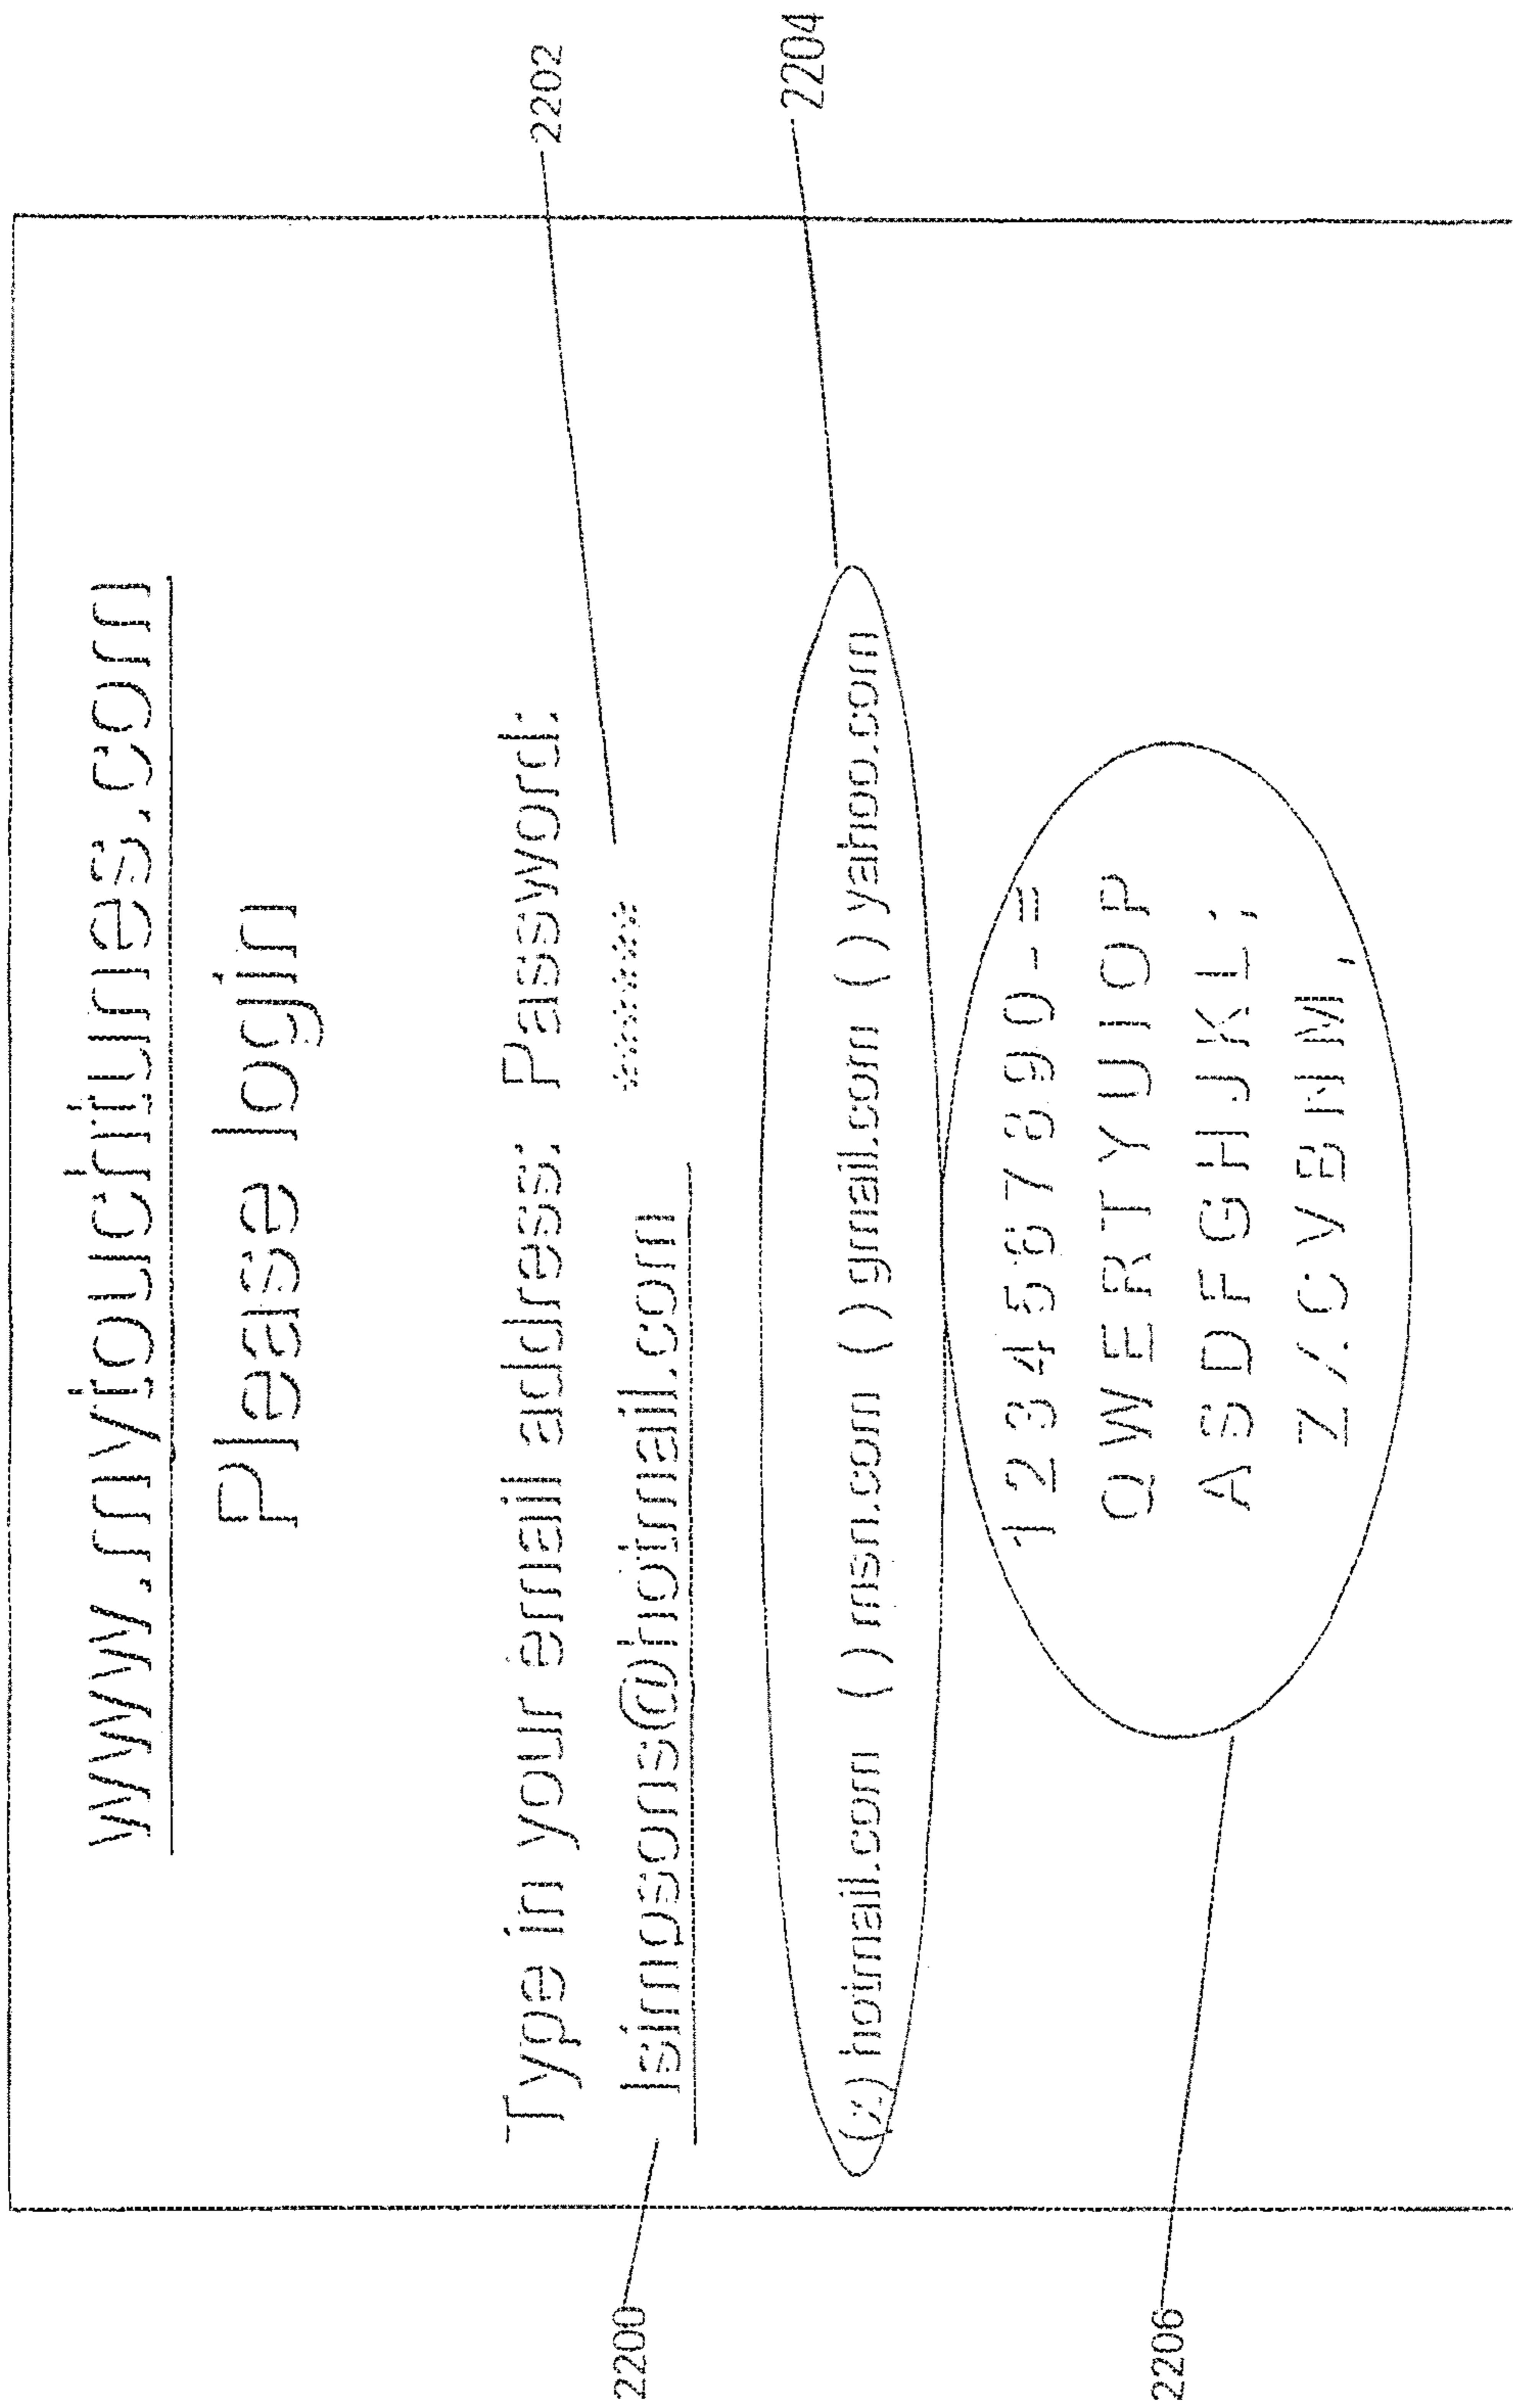 www.mytouchtunes.com
Please login
2202
Type in your email address: Password:
2200
lsimpsons@hotmail.com ******
2204
(x) hotmail.com ( ) msn.com ( ) gmail.com ( ) yahoo.com
1 2 3 4 5 6 7 8 9 0 - =
Q W E R T Y U I O P
A S D F G H J K L ;
Z X C V B N M ,
2206